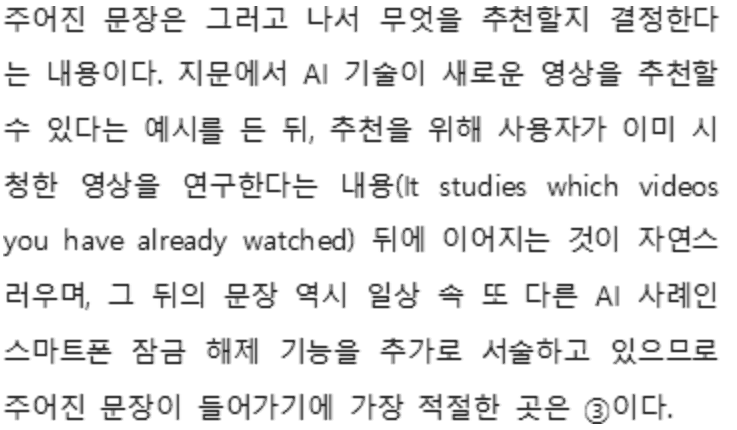 주어진 문장은 그러고 나서 무엇을 추천할지 결정한다
는 내용이다. 지문에서 AI 기술이 새로운 영상을 추천할
수 있다는 예시를 든 뒤, 추천을 위해 사용자가 이미 시
청한 영상을 연구한다는 내용(It studies which videos
you have already watched) 뒤에 이어지는 것이 자연스
러우며, 그 뒤의 문장 역시 일상 속 또 다른 AI 사례인
스마트폰 잠금 해제 기능을 추가로 서술하고 있으므로
주어진 문장이 들어가기에 가장 적절한 곳은 ③이다.